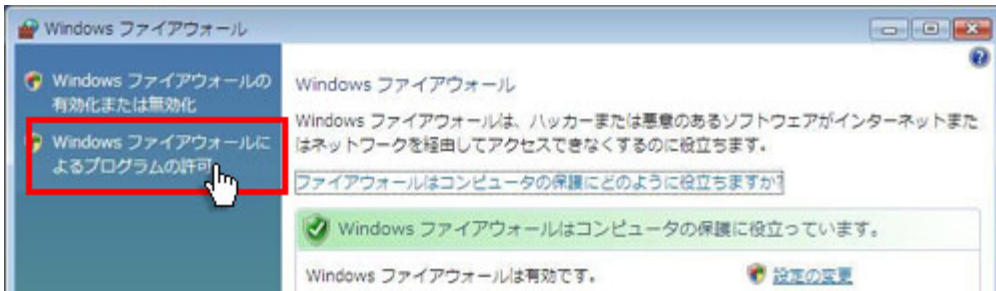 Windows ファイアウォール
Windows ファイアウォールの
有効化または無効化
Windows ファイアウォールに
よるプログラムの許可
Windows ファイアウォール
Windows ファイアウォールは、ハッカーまたは悪意のあるソフトウェアがインターネットまた
はネットワークを経由してアクセスできなくするのに役立ちます。
ファイアウォールはコンピュータの保護にどのように役立ちますか?
Windows ファイアウォールはコンピュータの保護に役立っています。
Windows ファイアウォールは有効です。
設定の変更